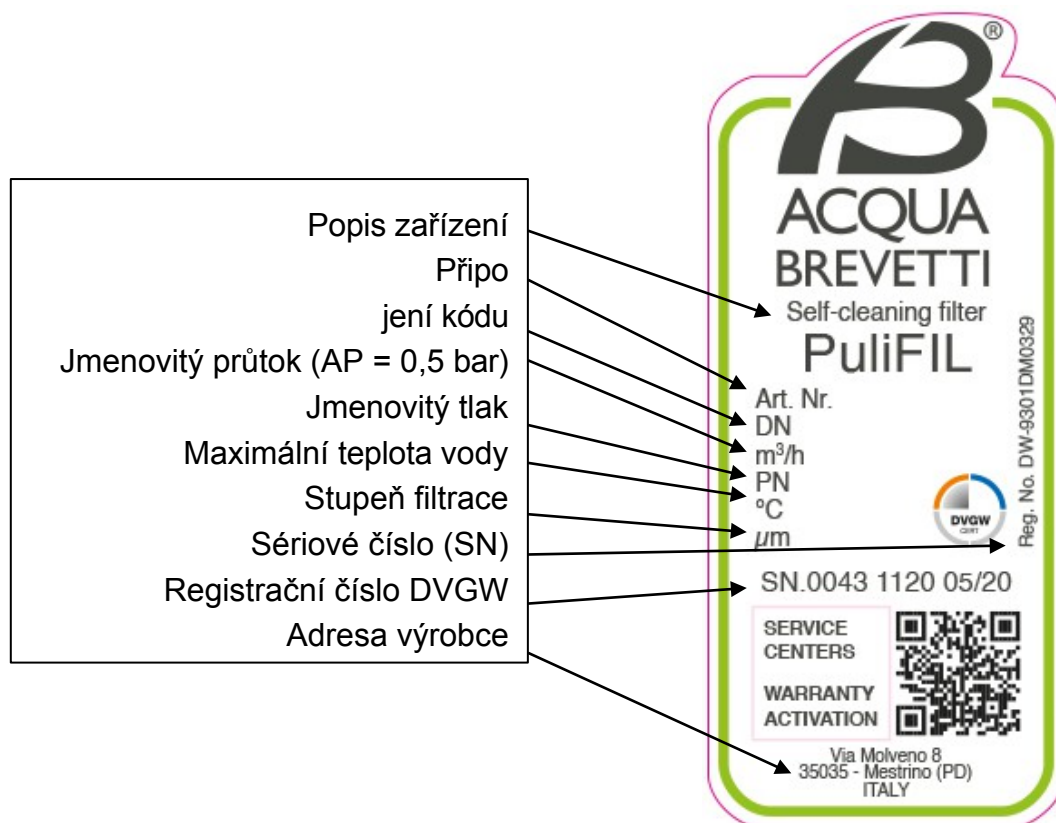 Popis zařízení
Připo
jení kódu
Jmenovitý průtok (AP = 0,5 bar)
Jmenovitý tlak
Maximální teplota vody
Stupeň filtrace
Sériové číslo (SN)
Registrační číslo DVGW
Adresa výrobce
®
ACQUA
BREVETTI
Self-cleaning filter
PuliFIL
Art. Nr.
DN
m³/h
PN
ºC
µm
DVGW
CERT
Reg. No. DW-9301DM0329
SN.0043 1120 05/20
SERVICE
CENTERS
WARRANTY
ACTIVATION
Via Molveno 8
35035 - Mestrino (PD)
ITALY